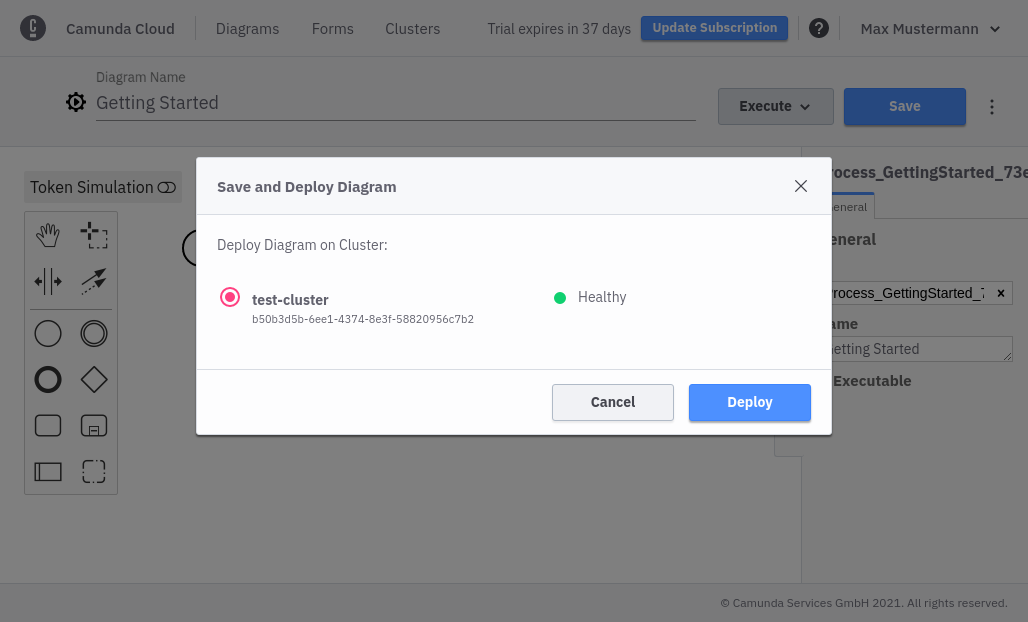 Camunda Cloud
Diagrams
Forms
Clusters
Trial expires in 37 days
Update Subscription
?
Max Mustermann
Diagram Name
Getting Started
Execute
Save
Token Simulation
Save and Deploy Diagram
Deploy Diagram on Cluster:
test-cluster
b50b3d5b-6ee1-4374-8e3f-58820956c7b2
Healthy
Cancel
Deploy
rocess_GettingStarted_73e
eneral
eneral
rocess_GettingStarted_7
ame
etting Started
Executable
© Camunda Services GmbH 2021. All rights reserved.